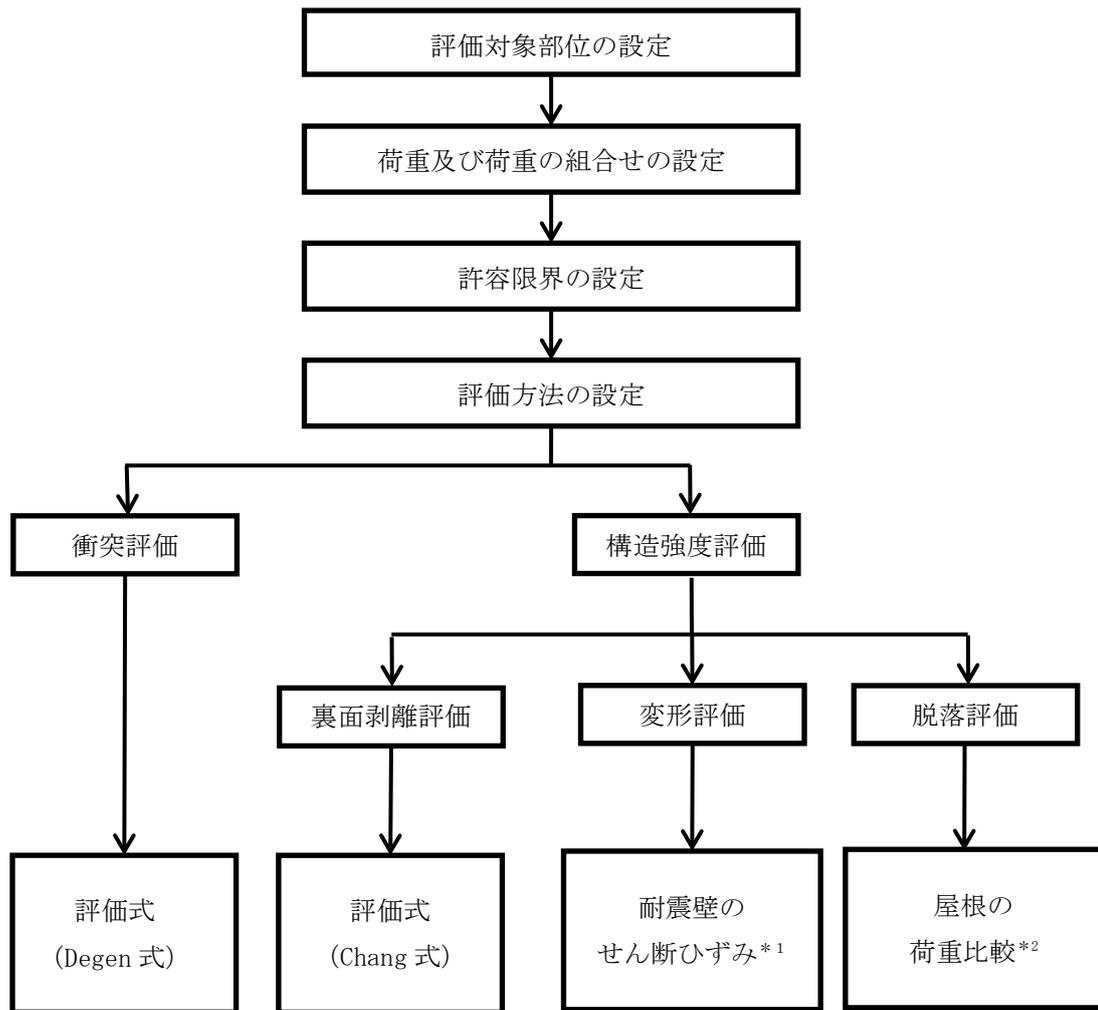 評価対象部位の設定
荷重及び荷重の組合せの設定
許容限界の設定
評価方法の設定
衝突評価
構造強度評価
裏面剥離評価
変形評価
脱落評価
評価式
(Degen 式)
評価式
(Chang 式)
耐震壁の
せん断ひずみ*1
屋根の
荷重比較*2